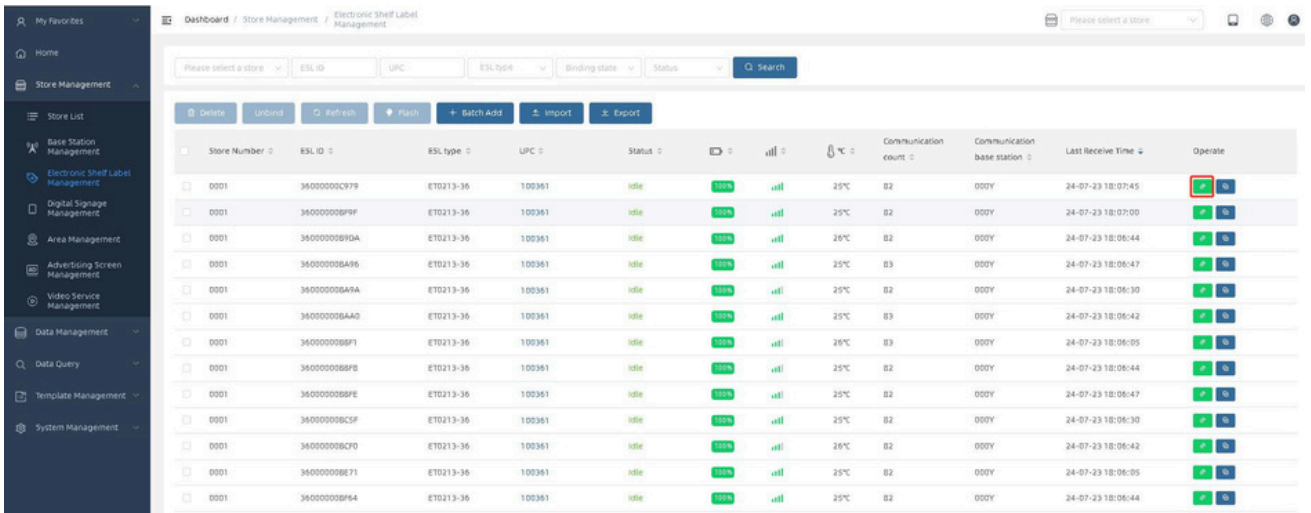 My Favorites
Dashboard / Store Management / Electronic Shelf Label Management
Please select a store
Home
Store Management
Store List
Base Station Management
Electronic Shelf Label Management
Digital Signage Management
Area Management
Advertising Screen Management
Video Service Management
Data Management
Data Query
Template Management
System Management
Please select a store ESL ID UPC ESL type Binding state Status Search
Delete Unbind Refresh Flash + Batch Add Import Export
Store Number ESL ID ESL type UPC Status °C Communication count Communication base station Last Receive Time Operate
0001 36000000C979 ET0213-36 100361 Idle 100% 25°C 82 000Y 24-07-23 18:07:45
0001 36000000BF9F ET0213-36 100361 Idle 100% 25°C 82 000Y 24-07-23 18:07:00
0001 36000000B9DA ET0213-36 100361 Idle 100% 26°C 82 000Y 24-07-23 18:06:44
0001 36000000BA96 ET0213-36 100361 Idle 100% 25°C 83 000Y 24-07-23 18:06:47
0001 36000000BA9A ET0213-36 100361 Idle 100% 25°C 82 000Y 24-07-23 18:06:30
0001 36000000BAA0 ET0213-36 100361 Idle 100% 25°C 83 000Y 24-07-23 18:06:42
0001 36000000BBF1 ET0213-36 100361 Idle 100% 26°C 83 000Y 24-07-23 18:06:05
0001 ET0213-36 100361 Idle 100% 25°C 82 000Y 24-07-23 18:06:44
0001 36000000BBFE ET0213-36 100361 Idle 100% 25°C 82 000Y 24-07-23 18:06:47
0001 36000000BC5F ET0213-36 100361 Idle 100% 25°C 82 000Y 24-07-23 18:06:30
0001 36000000BCF0 ET0213-36 100361 Idle 100% 26°C 82 000Y 24-07-23 18:06:42
0001 36000000BE71 ET0213-36 100361 Idle 100% 25°C 82 000Y 24-07-23 18:06:05
0001 36000000BF64 ET0213-36 100361 Idle 100% 25°C 82 000Y 24-07-23 18:06:44